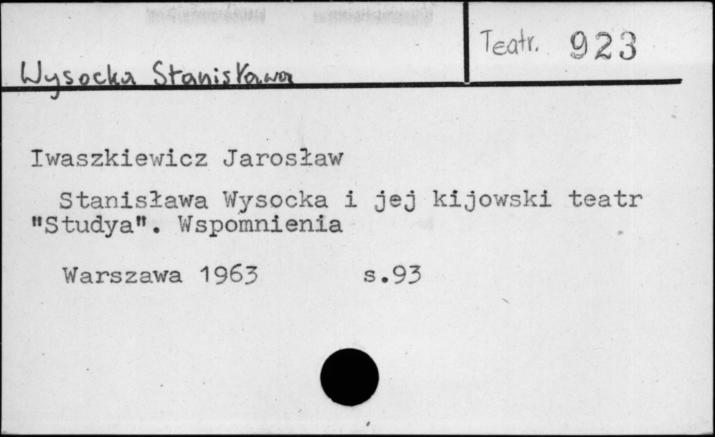 Teatr. 923
Wysocka Stanisława
Iwaszkiewicz Jarosław
Stanisława Wysocka i jej kijowski teatr
"Studya". Wspomnienia
Warszawa 1963 s.93